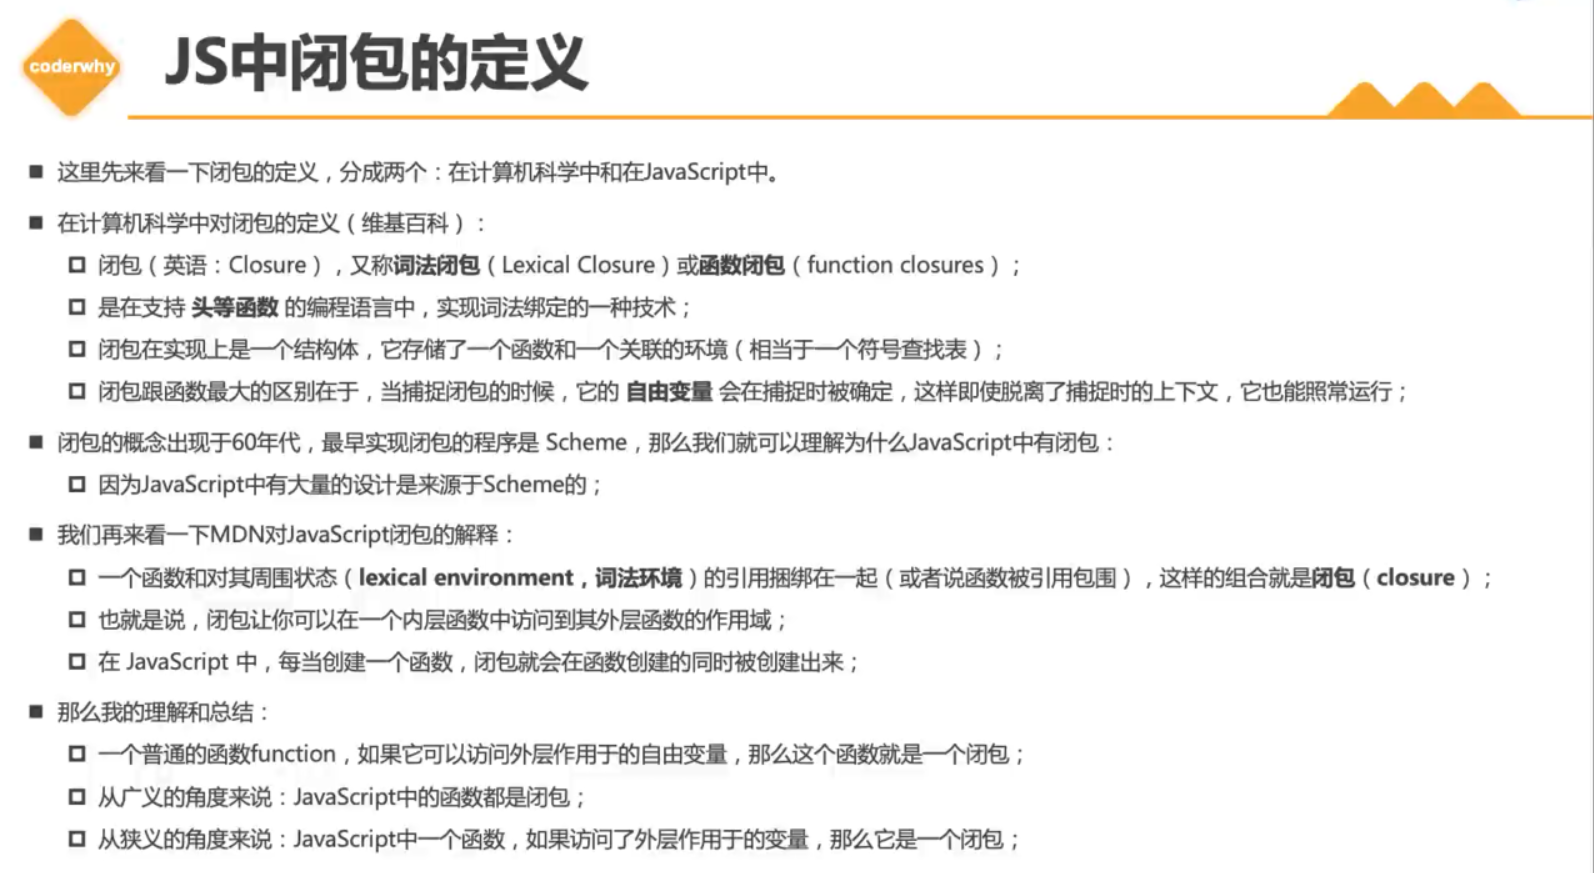 coderwhy
JS中闭包的定义
这里先来看一下闭包的定义，分成两个：在计算机科学中和在JavaScript中。
在计算机科学中对闭包的定义（维基百科）：
闭包（英语：Closure），又称词法闭包（Lexical Closure）或函数闭包（function closures）；
是在支持 头等函数 的编程语言中，实现词法绑定的一种技术；
闭包在实现上是一个结构体，它存储了一个函数和一个关联的环境（相当于一个符号查找表）；
闭包跟函数最大的区别在于，当捕捉闭包的时候，它的 自由变量 会在捕捉时被确定，这样即使脱离了捕捉时的上下文，它也能照常运行；
闭包的概念出现于60年代，最早实现闭包的程序是 Scheme，那么我们就可以理解为什么JavaScript中有闭包：
因为JavaScript中有大量的设计是来源于Scheme的；
我们再来看一下MDN对JavaScript闭包的解释：
一个函数和对其周围状态（lexical environment，词法环境）的引用捆绑在一起（或者说函数被引用包围），这样的组合就是闭包（closure）；
也就是说，闭包让你可以在一个内层函数中访问到其外层函数的作用域；
在 JavaScript 中，每当创建一个函数，闭包就会在函数创建的同时被创建出来；
那么我的理解和总结：
一个普通的函数function，如果它可以访问外层作用于的自由变量，那么这个函数就是一个闭包；
从广义的角度来说：JavaScript中的函数都是闭包；
从狭义的角度来说：JavaScript中一个函数，如果访问了外层作用于的变量，那么它是一个闭包；